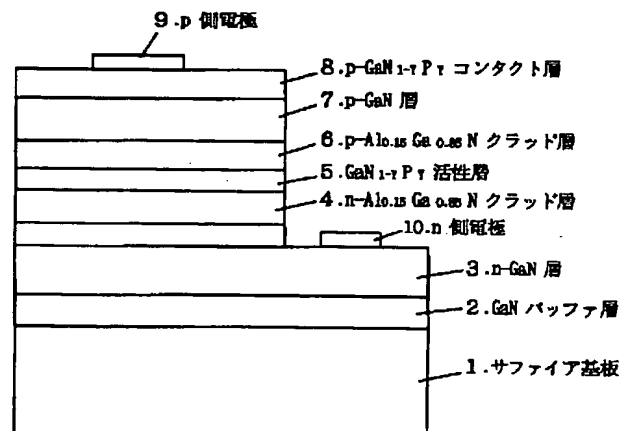 9.p 側電極
8.p-GaN1-YPY コンタクト層
7.p-GaN 層
6.p-Al0.15Ga0.85N クラッド層
5.GaN1-YPY 活性層
4.n-Al0.15Ga0.85N クラッド層
10.n 側電極
3.n-GaN 層
2.GaN バッファ層
1.サファイア基板